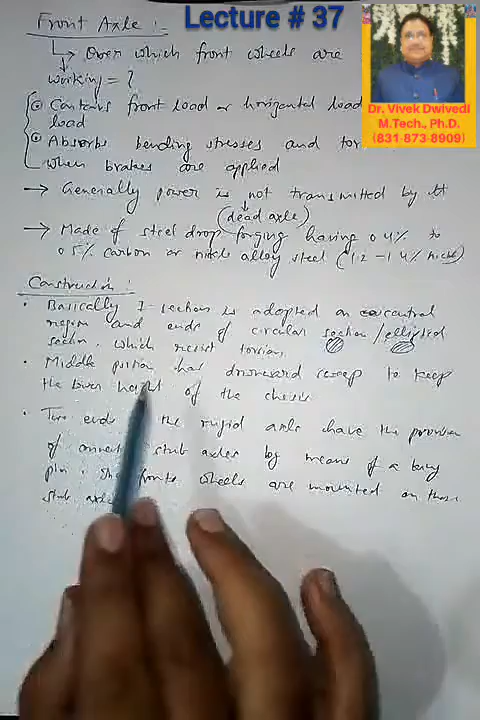 Lecture # 37
Front Axle :-
Over which front wheels are
working = ?
Contains front load or horizontal load
load
Absorbs bending stresses and tor
when brakes are applied
→ Generally power is not transmitted by it
(dead axle)
→ Made of steel drop forging having 0.4% to
0.5% carbon or nickel alloy steel (1.2 - 1.4% nickel)
Construction :
• Basically I-section is adopted on central
region and ends of circular section / elliptical
section which resist torsion
• Middle portion has downward sweep to keep
the lower height of the chasis
• Two ends the rigid axle have the provision
of stub axles by means of a king
pin . front wheels are mounted on these
stub axles
Dr. Vivek Dwivedi
M.Tech., Ph.D.
(831-873-8909)